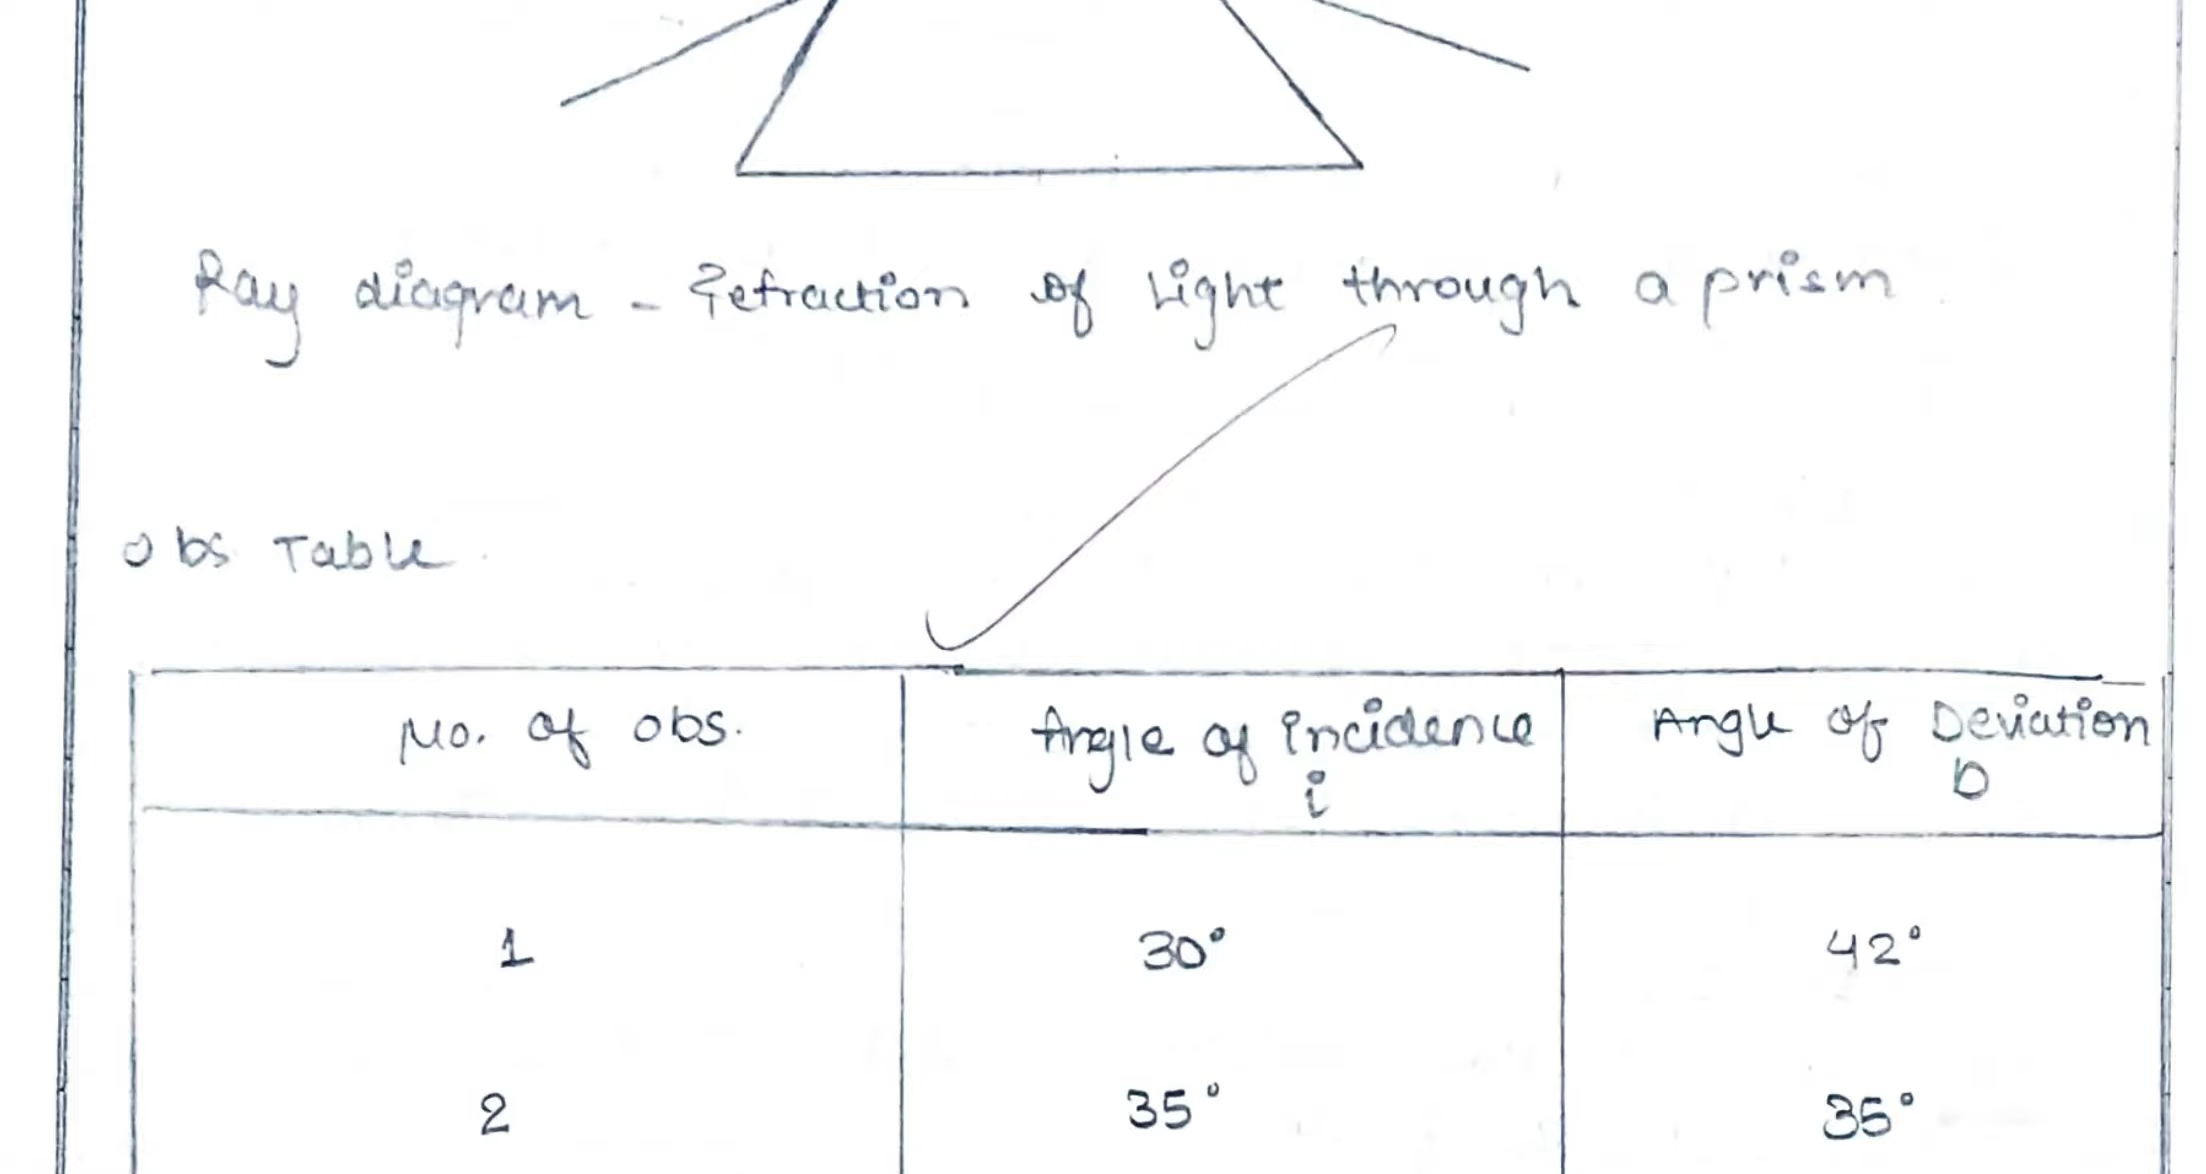 Ray diagram - Refraction of light through a prism
Obs Table
No. of obs. Angle of incidence i Angle of Deviation D
1 30° 42°
2 35° 35°